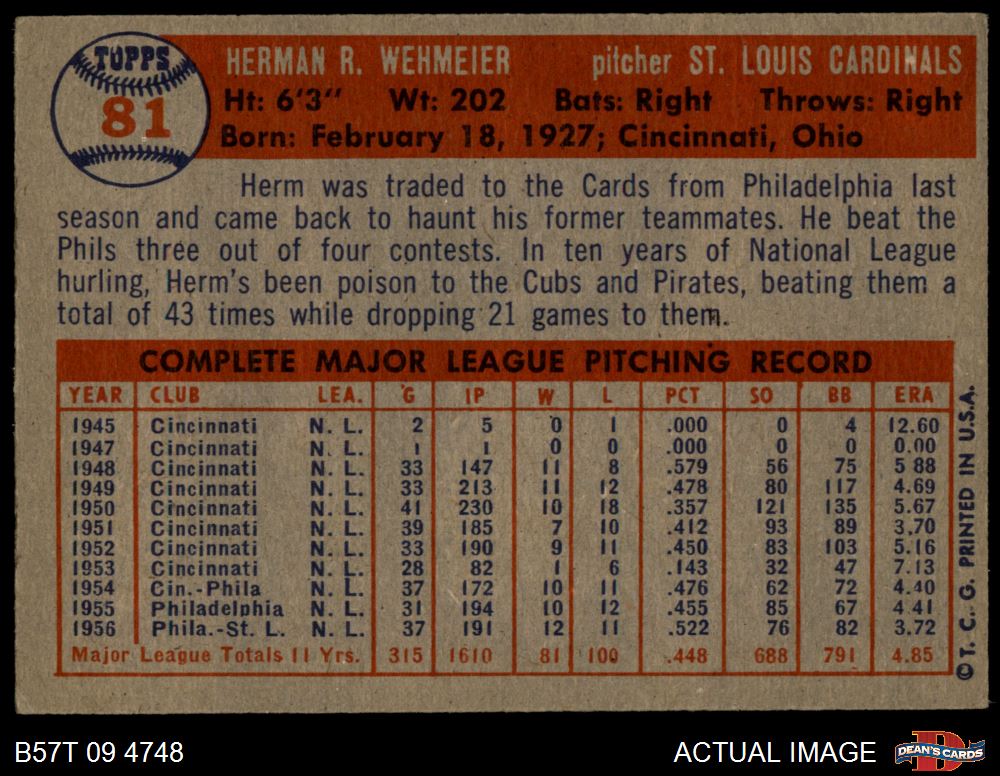 TOPPS
81
HERMAN R. WEHMEIER pitcher ST. LOUIS CARDINALS
Ht: 6'3" Wt: 202 Bats: Right Throws: Right
Born: February 18, 1927; Cincinnati, Ohio
Herm was traded to the Cards from Philadelphia last
season and came back to haunt his former teammates. He beat the
Phils three out of four contests. In ten years of National League
hurling, Herm's been poison to the Cubs and Pirates, beating them a
total of 43 times while dropping 21 games to them.
COMPLETE MAJOR LEAGUE PITCHING RECORD
YEAR CLUB LEA. G IP W L PCT SO BB ERA
1945 Cincinnati N. L. 2 5 0 1 .000 0 4 12.60
1947 Cincinnati N. L. 1 1 0 0 .000 0 0 0.00
1948 Cincinnati N. L. 33 147 11 8 .579 56 75 5 88
1949 Cincinnati N. L. 33 213 11 12 .478 80 117 4.69
1950 Cincinnati N. L. 41 230 10 18 .357 121 135 5.67
1951 Cincinnati N. L. 39 185 7 10 .412 93 89 3.70
1952 Cincinnati N. L. 33 190 9 11 .450 83 103 5.16
1953 Cincinnati N. L. 28 82 1 6 .143 32 47 7.13
1954 Cin.-Phila N. L. 37 172 10 11 .476 62 72 4.40
1955 Philadelphia N. L. 31 194 10 12 .455 85 67 4.41
1956 Phila.-St. L. N. L. 37 191 12 11 .522 76 82 3.72
Major League Totals 11 Yrs. 315 1610 81 100 .448 688 791 4.85
© T. C. G. PRINTED IN U.S.A.
B57T 09 4748 ACTUAL IMAGE D DEAN'S CARDS